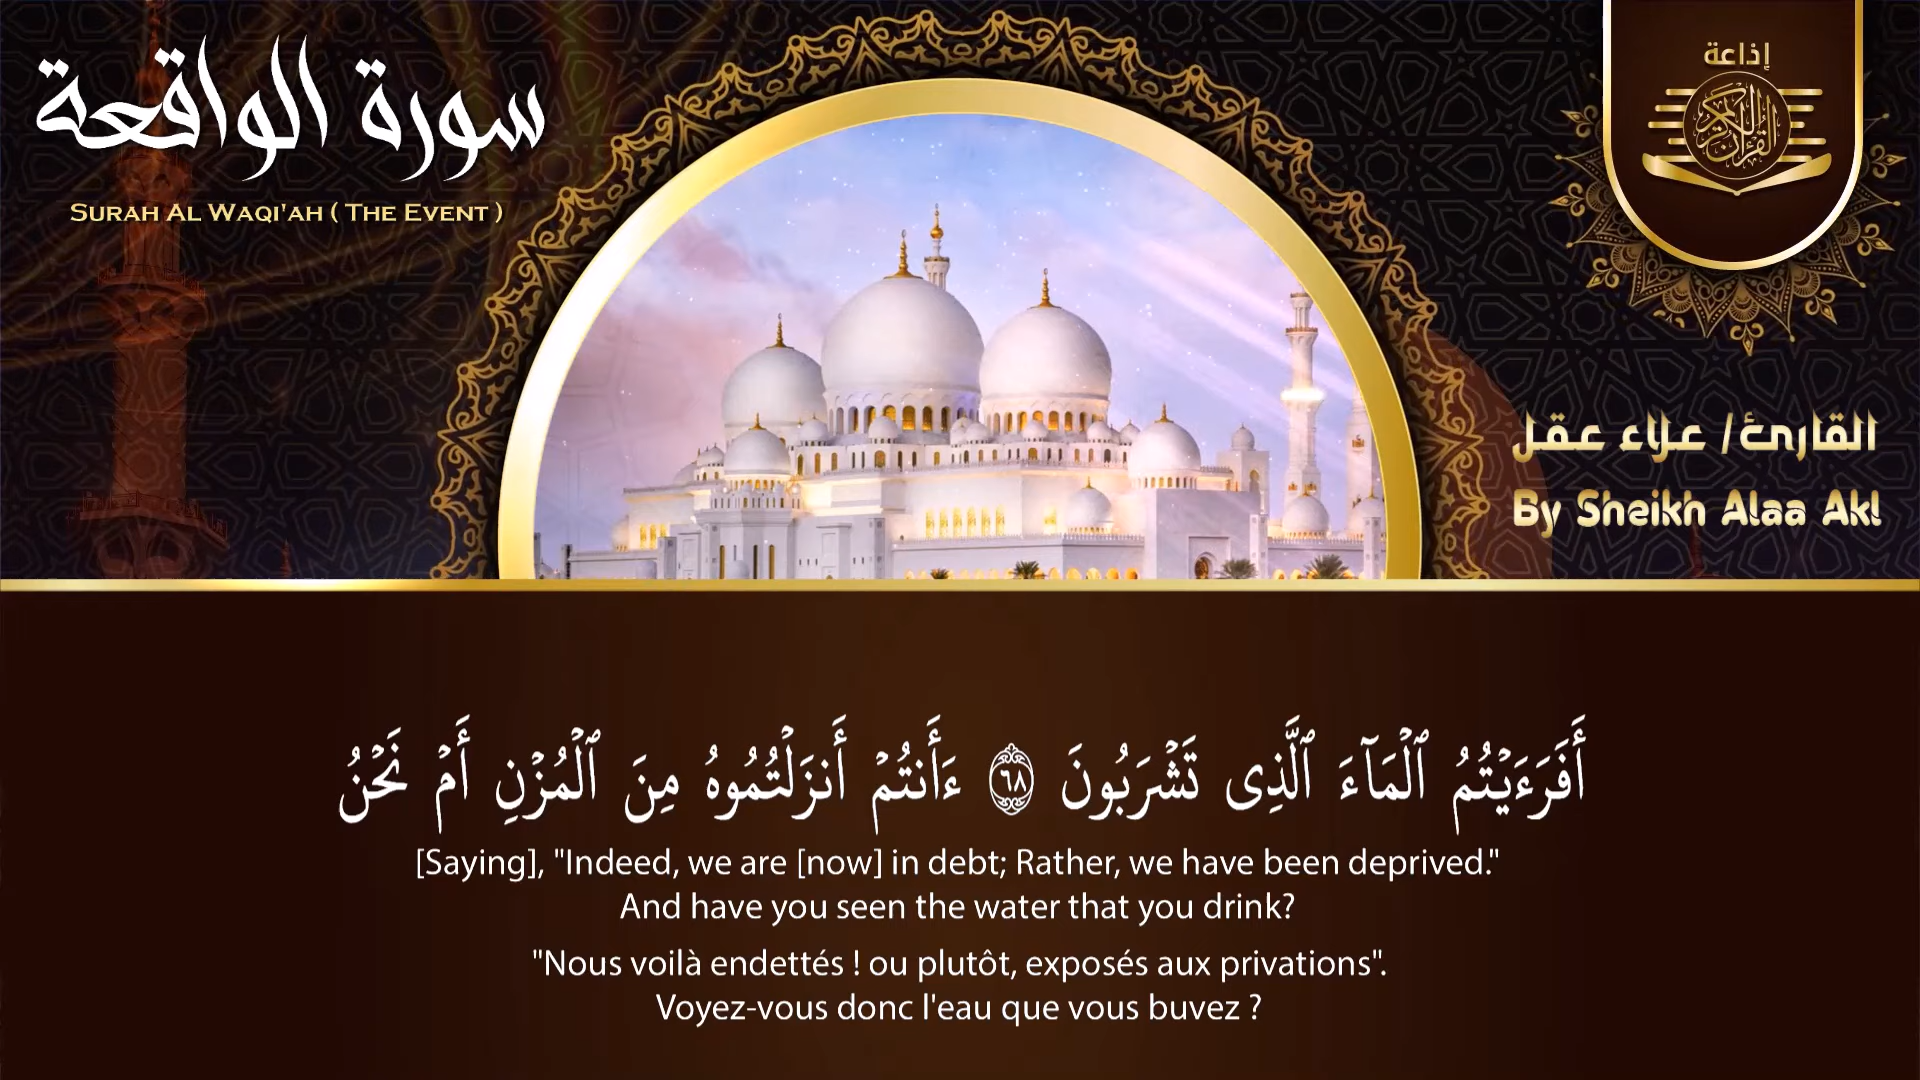 سورة الواقعة
SURAH AL WAQI'AH ( THE EVENT )
إذاعة
القرآن الكريم
القارئ/ علاء عقل
By Sheikh Alaa Akl
أَفَرَءَيْتُمُ ٱلْمَآءَ ٱلَّذِى تَشْرَبُونَ ٦٨ ءَأَنتُمْ أَنزَلْتُمُوهُ مِنَ ٱلْمُزْنِ أَمْ نَحْنُ
[Saying], "Indeed, we are [now] in debt; Rather, we have been deprived."
And have you seen the water that you drink?
"Nous voilà endettés ! ou plutôt, exposés aux privations".
Voyez-vous donc l'eau que vous buvez ?